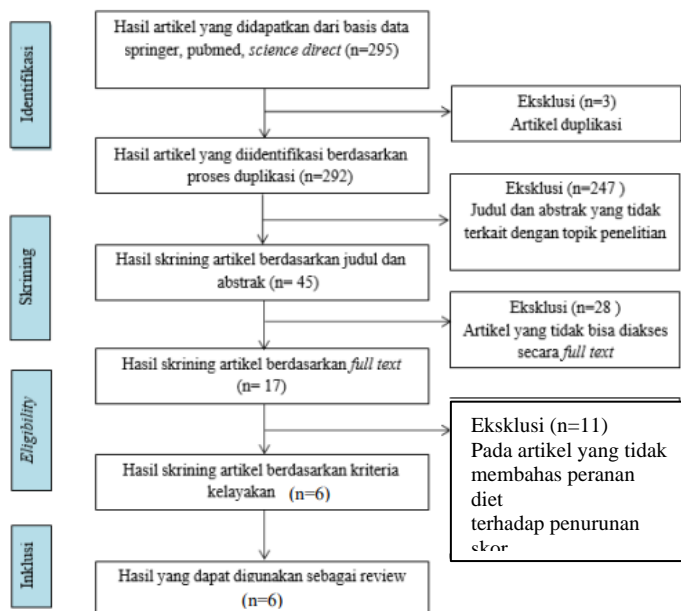 Identifikasi
Hasil artikel yang didapatkan dari basis data
springer, pubmed, science direct (n=295)
Eksklusi (n=3)
Artikel duplikasi
Hasil artikel yang diidentifikasi berdasarkan
proses duplikasi (n=292)
Skrining
Eksklusi (n=247 )
Judul dan abstrak yang tidak
terkait dengan topik penelitian
Hasil skrining artikel berdasarkan judul dan
abstrak (n= 45)
Eksklusi (n=28 )
Artikel yang tidak bisa diakses
secara full text
Eligibility
Hasil skrining artikel berdasarkan full text
(n= 17)
Eksklusi (n=11)
Pada artikel yang tidak
membahas peranan
diet
terhadap penurunan
skor
Hasil skrining artikel berdasarkan kriteria
kelayakan (n=6)
Inklusi
Hasil yang dapat digunakan sebagai review
(n=6)